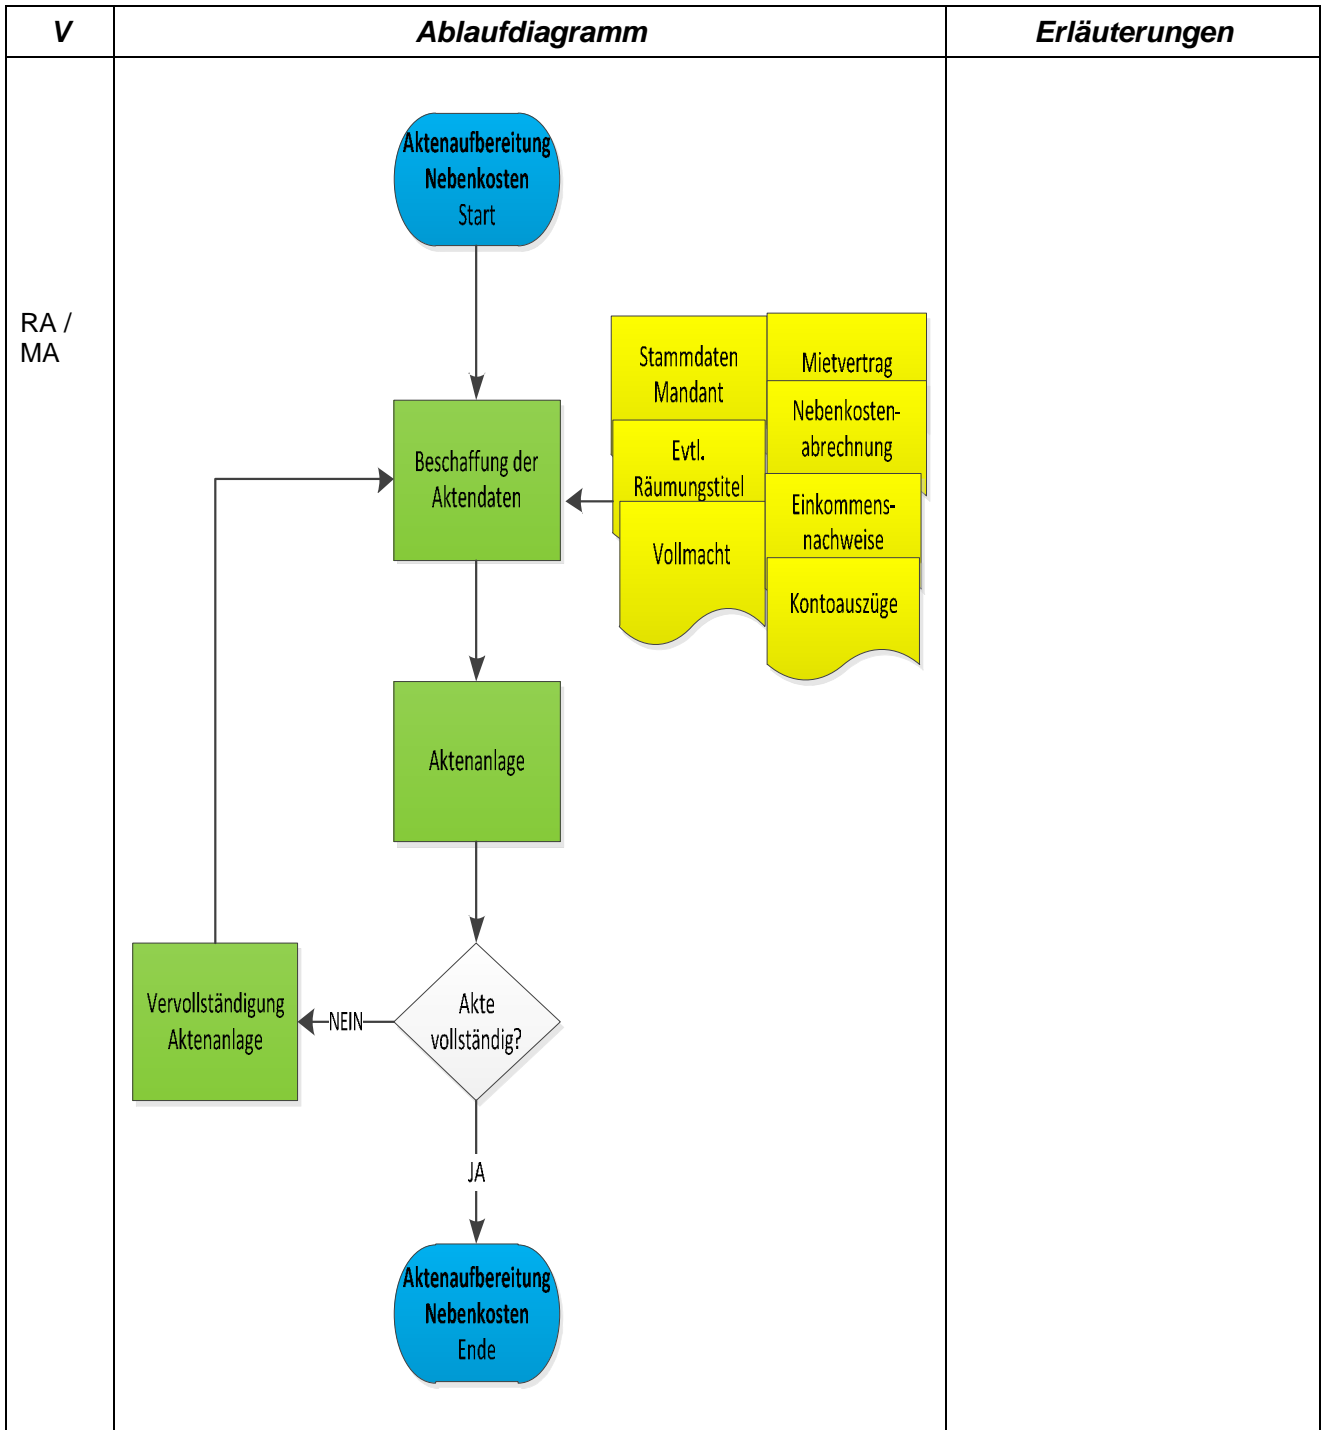 V
Ablaufdiagramm
Erläuterungen
RA /
MA
Aktenaufbereitung
Nebenkosten
Start
Beschaffung der
Aktendaten
Stammdaten
Mandant
Mietvertrag
Nebenkosten-
abrechnung
Evtl.
Räumungstitel
Einkommens-
nachweise
Vollmacht
Kontoauszüge
Aktenanlage
Akte
vollständig?
NEIN
Vervollständigung
Aktenanlage
JA
Aktenaufbereitung
Nebenkosten
Ende